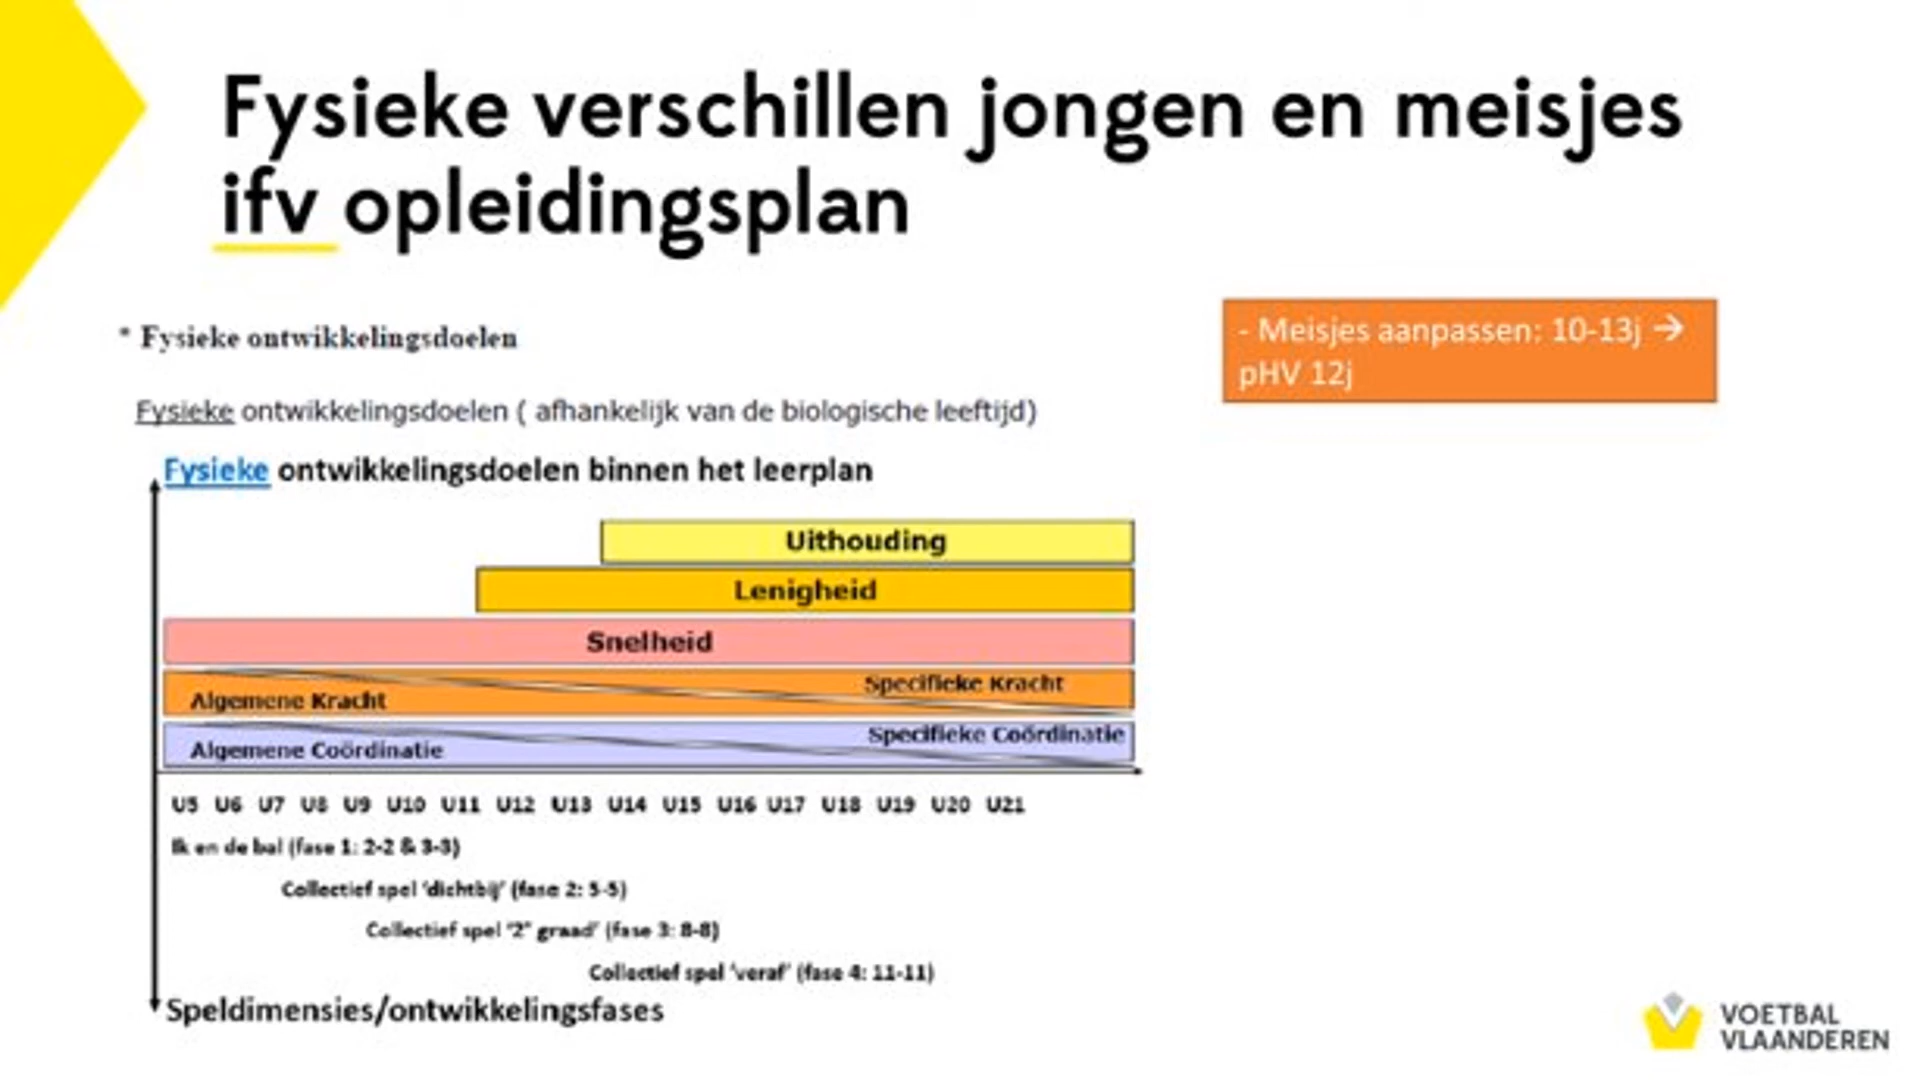 Fysieke verschillen jongen en meisjes
ifv opleidingsplan
* Fysieke ontwikkelingsdoelen
- Meisjes aanpassen: 10-13j →
pHV 12j
Fysieke ontwikkelingsdoelen ( afhankelijk van de biologische leeftijd)
Fysieke ontwikkelingsdoelen binnen het leerplan
Uithouding
Lenigheid
Snelheid
Specifieke Kracht
Algemene Kracht
Specifieke Coördinatie
Algemene Coördinatie
U5 U6 U7 U8 U9 U10 U11 U12 U13 U14 U15 U16 U17 U18 U19 U20 U21
Ik en de bal (fase 1: 2-2 & 3-3)
Collectief spel ‘dichtbij’ (fase 2: 5-5)
Collectief spel ‘2° graad’ (fase 3: 8-8)
Collectief spel ‘veraf’ (fase 4: 11-11)
Speldimensies/ontwikkelingsfases
VOETBAL
VLAANDEREN